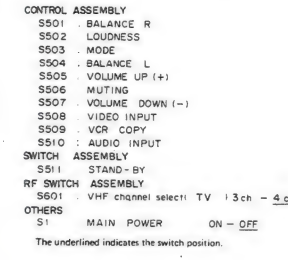 CONTROL ASSEMBLY
S501 : BALANCE R
S502 LOUDNESS
S503 : MODE
S504 : BALANCE L
S505 : VOLUME UP (+)
S506 MUTING
S507 : VOLUME DOWN (-)
S508 : VIDEO INPUT
S509 : VCR COPY
S510 : AUDIO INPUT
SWITCH ASSEMBLY
S511 STAND-BY
RF SWITCH ASSEMBLY
S601 : VHF channel select( TV ) 3ch - 4c
OTHERS
S1 MAIN POWER ON - OFF
The underlined indicates the switch position.